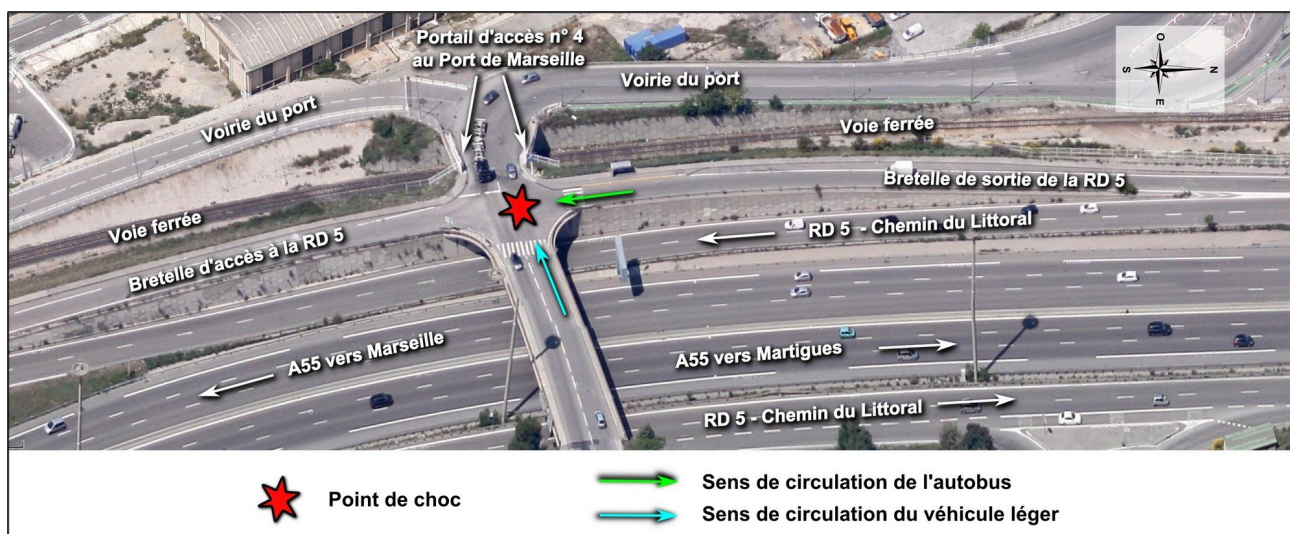 Portail d'accès n° 4
au Port de Marseille
Voirie du port
Voirie du port
Voie ferrée
Bretelle de sortie de la RD 5
Voie ferrée
RD 5 - Chemin du Littoral
Bretelle d'accès à la RD 5
A55 vers Marseille
A55 vers Martigues
RD 5 - Chemin du Littoral
O
S
N
E
Point de choc
Sens de circulation de l'autobus
Sens de circulation du véhicule léger